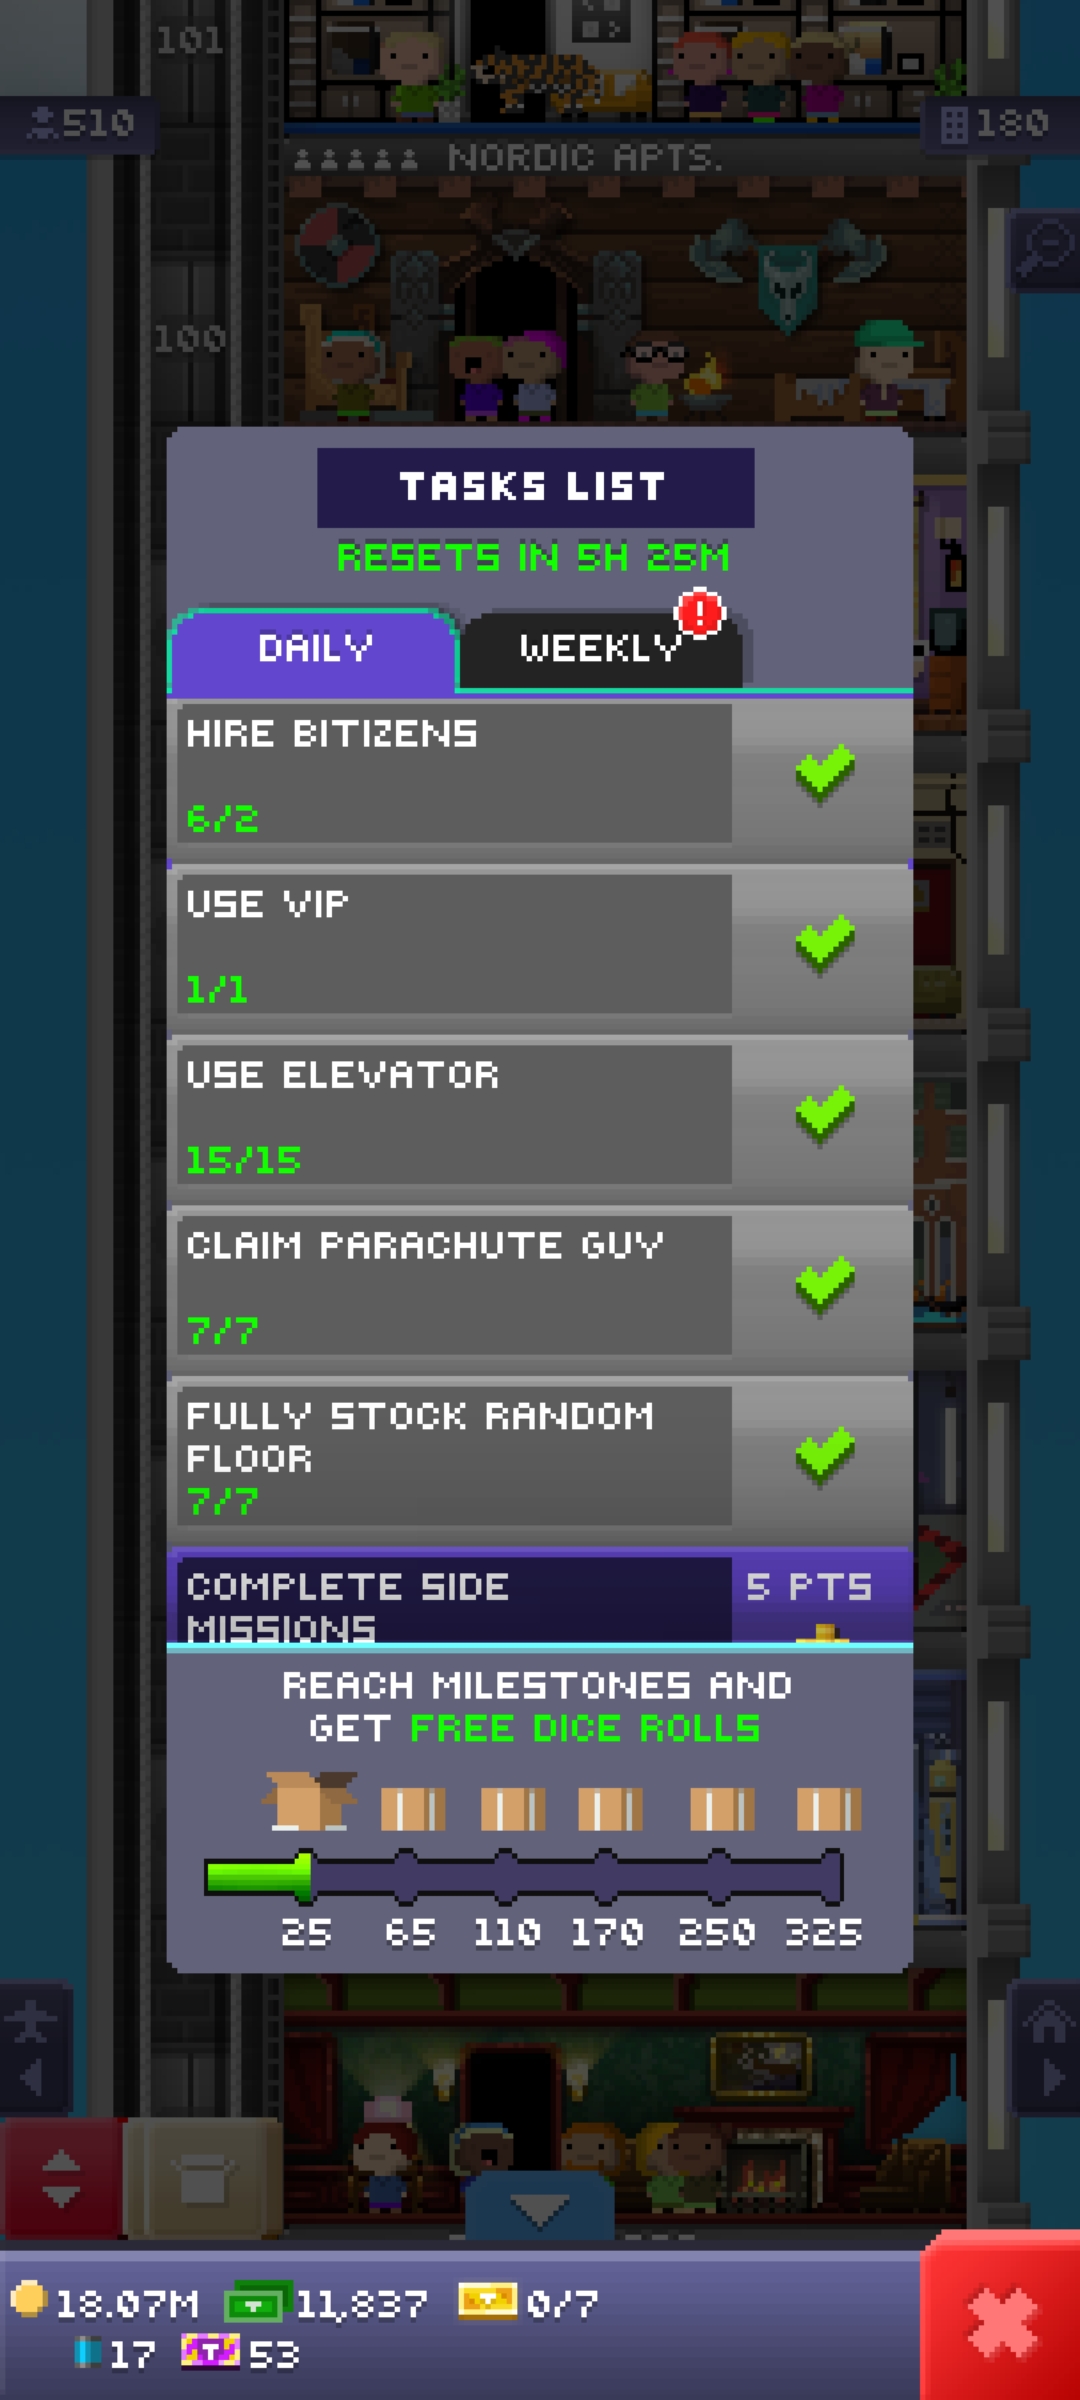 101
510
180
NORDIC APTS.
100
TASKS LIST
RESETS IN 5H 25M
DAILY
WEEKLY
!
HIRE BITIZENS
6/2
USE VIP
1/1
USE ELEVATOR
15/15
CLAIM PARACHUTE GUY
7/7
FULLY STOCK RANDOM
FLOOR
7/7
COMPLETE SIDE
MISSIONS
5 PTS
REACH MILESTONES AND
GET FREE DICE ROLLS
25 65 110 170 250 325
18.07M 11,837 0/7
17 53